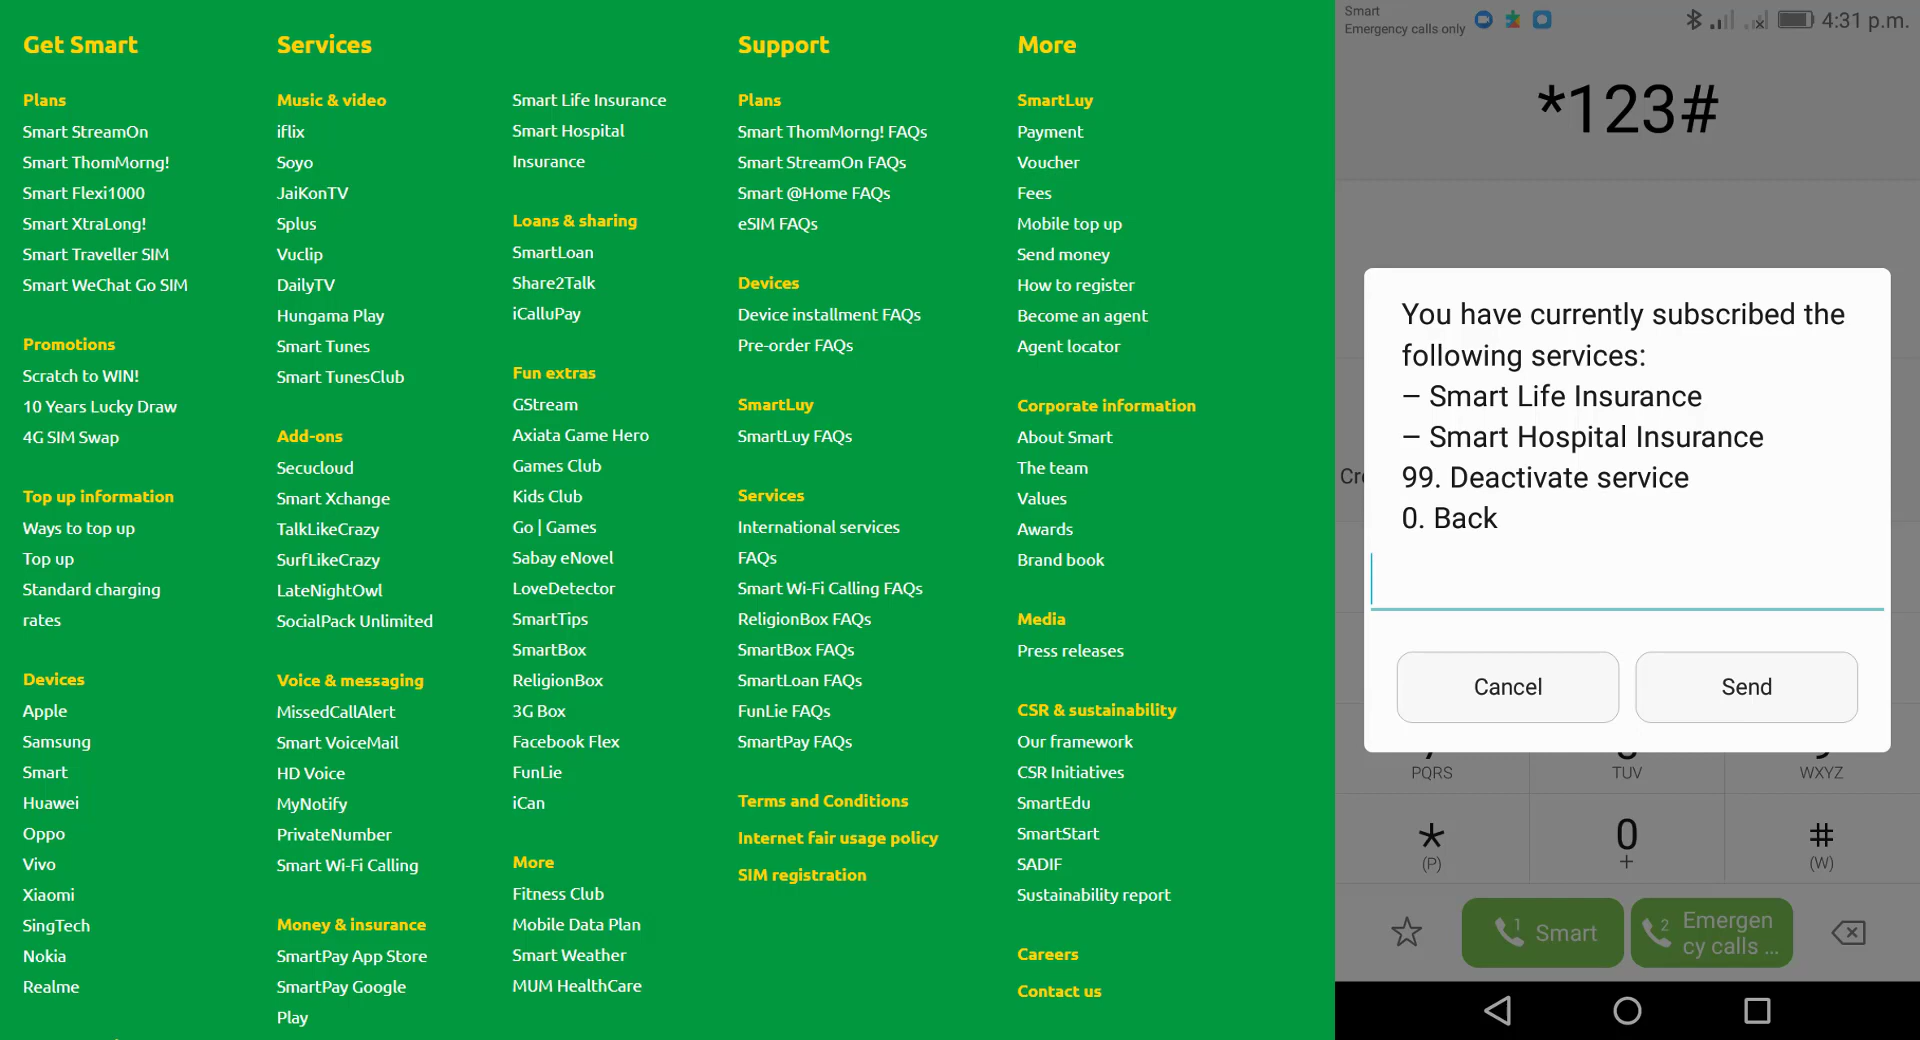 Get Smart
Plans
Smart StreamOn
Smart ThomMorng!
Smart Flexi1000
Smart XtraLong!
Smart Traveller SIM
Smart WeChat Go SIM
Promotions
Scratch to WIN!
10 Years Lucky Draw
4G SIM Swap
Top up information
Ways to top up
Top up
Standard charging
rates
Devices
Apple
Samsung
Smart
Huawei
Oppo
Vivo
Xiaomi
SingTech
Nokia
Realme
Services
Music & video
iflix
Soyo
JaiKonTV
Splus
Vuclip
DailyTV
Hungama Play
Smart Tunes
Smart TunesClub
Add-ons
Secucloud
Smart Xchange
TalkLikeCrazy
SurfLikeCrazy
LateNightOwl
SocialPack Unlimited
Voice & messaging
MissedCallAlert
Smart VoiceMail
HD Voice
MyNotify
PrivateNumber
Smart Wi-Fi Calling
Money & insurance
SmartPay App Store
SmartPay Google
Play
Smart Life Insurance
Smart Hospital
Insurance
Loans & sharing
SmartLoan
Share2Talk
iCalluPay
Fun extras
GStream
Axiata Game Hero
Games Club
Kids Club
Go | Games
Sabay eNovel
LoveDetector
SmartTips
SmartBox
ReligionBox
3G Box
Facebook Flex
FunLie
iCan
More
Fitness Club
Mobile Data Plan
Smart Weather
MUM HealthCare
Support
Plans
Smart ThomMorng! FAQs
Smart StreamOn FAQs
Smart @Home FAQs
eSIM FAQs
Devices
Device installment FAQs
Pre-order FAQs
SmartLuy
SmartLuy FAQs
Services
International services
FAQs
Smart Wi-Fi Calling FAQs
ReligionBox FAQs
SmartBox FAQs
SmartLoan FAQs
FunLie FAQs
SmartPay FAQs
Terms and Conditions
Internet fair usage policy
SIM registration
More
SmartLuy
Payment
Voucher
Fees
Mobile top up
Send money
How to register
Become an agent
Agent locator
Corporate information
About Smart
The team
Values
Awards
Brand book
Media
Press releases
CSR & sustainability
Our framework
CSR Initiatives
SmartEdu
SmartStart
SADIF
Sustainability report
Careers
Contact us
Smart
Emergency calls only
4:31 p.m.
*123#
You have currently subscribed the
following services:
– Smart Life Insurance
– Smart Hospital Insurance
99. Deactivate service
0. Back
Cancel Send
PQRS TUV WXYZ
* 0 #
(P) + (W)
1 Smart
2 Emergen
cy calls ...